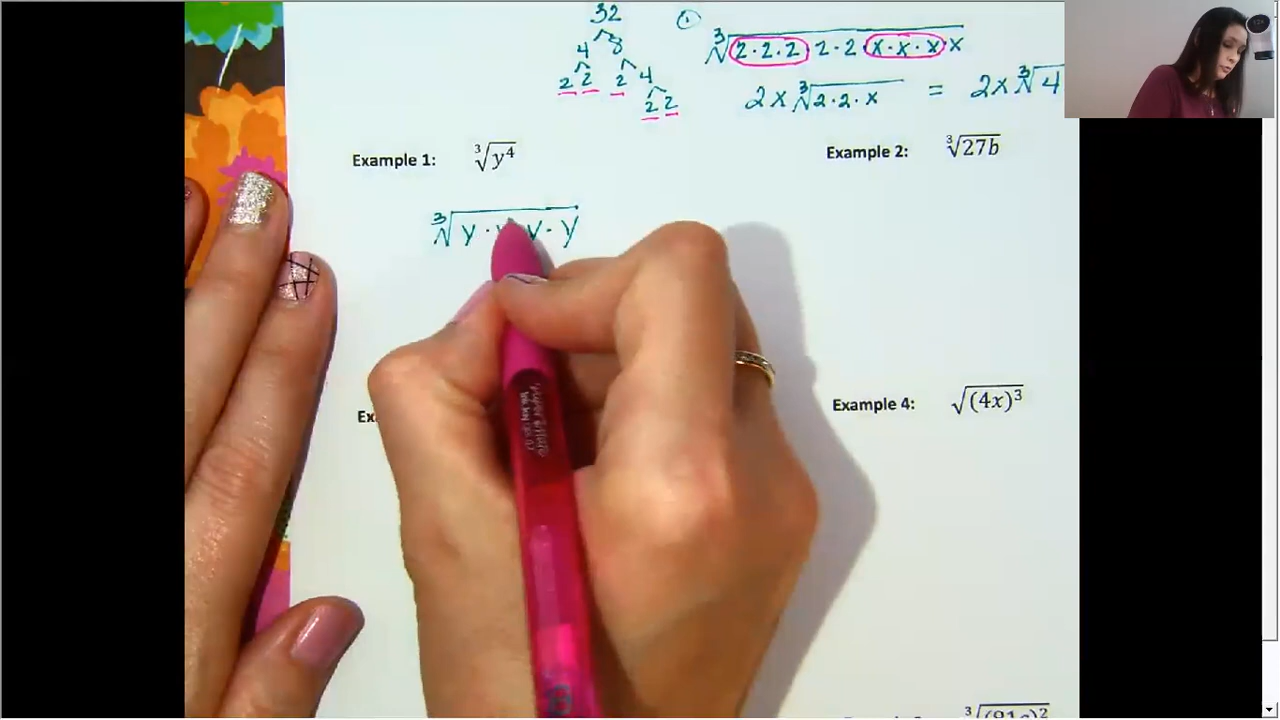 32
4 8
2 2 2 4
2 2
∛2·2·2 2·2·x·x·x x
2x ∛2·2·x = 2x ∛4
Example 1: ∛y⁴
Example 2: ∛27b
∛y · y · y · y
Example 4: √(4x)³